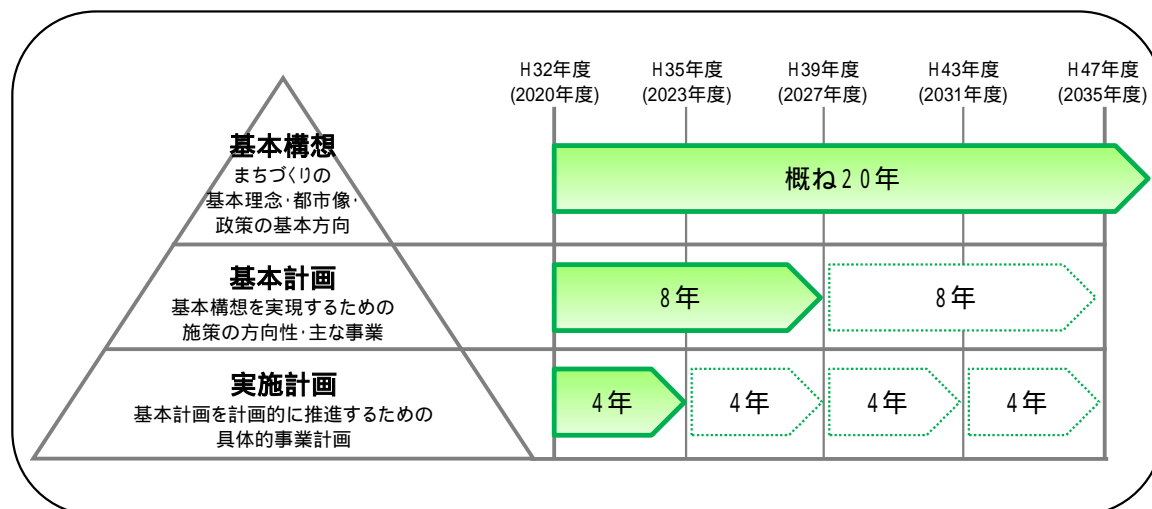 H32年度
(2020年度)
H35年度
(2023年度)
H39年度
(2027年度)
H43年度
(2031年度)
H47年度
(2035年度)
基本構想
まちづくりの
基本理念・都市像・
政策の基本方向
概ね20年
基本計画
基本構想を実現するための
施策の方向性・主な事業
8年
8年
実施計画
基本計画を計画的に推進するための
具体的事業計画
4年
4年
4年
4年